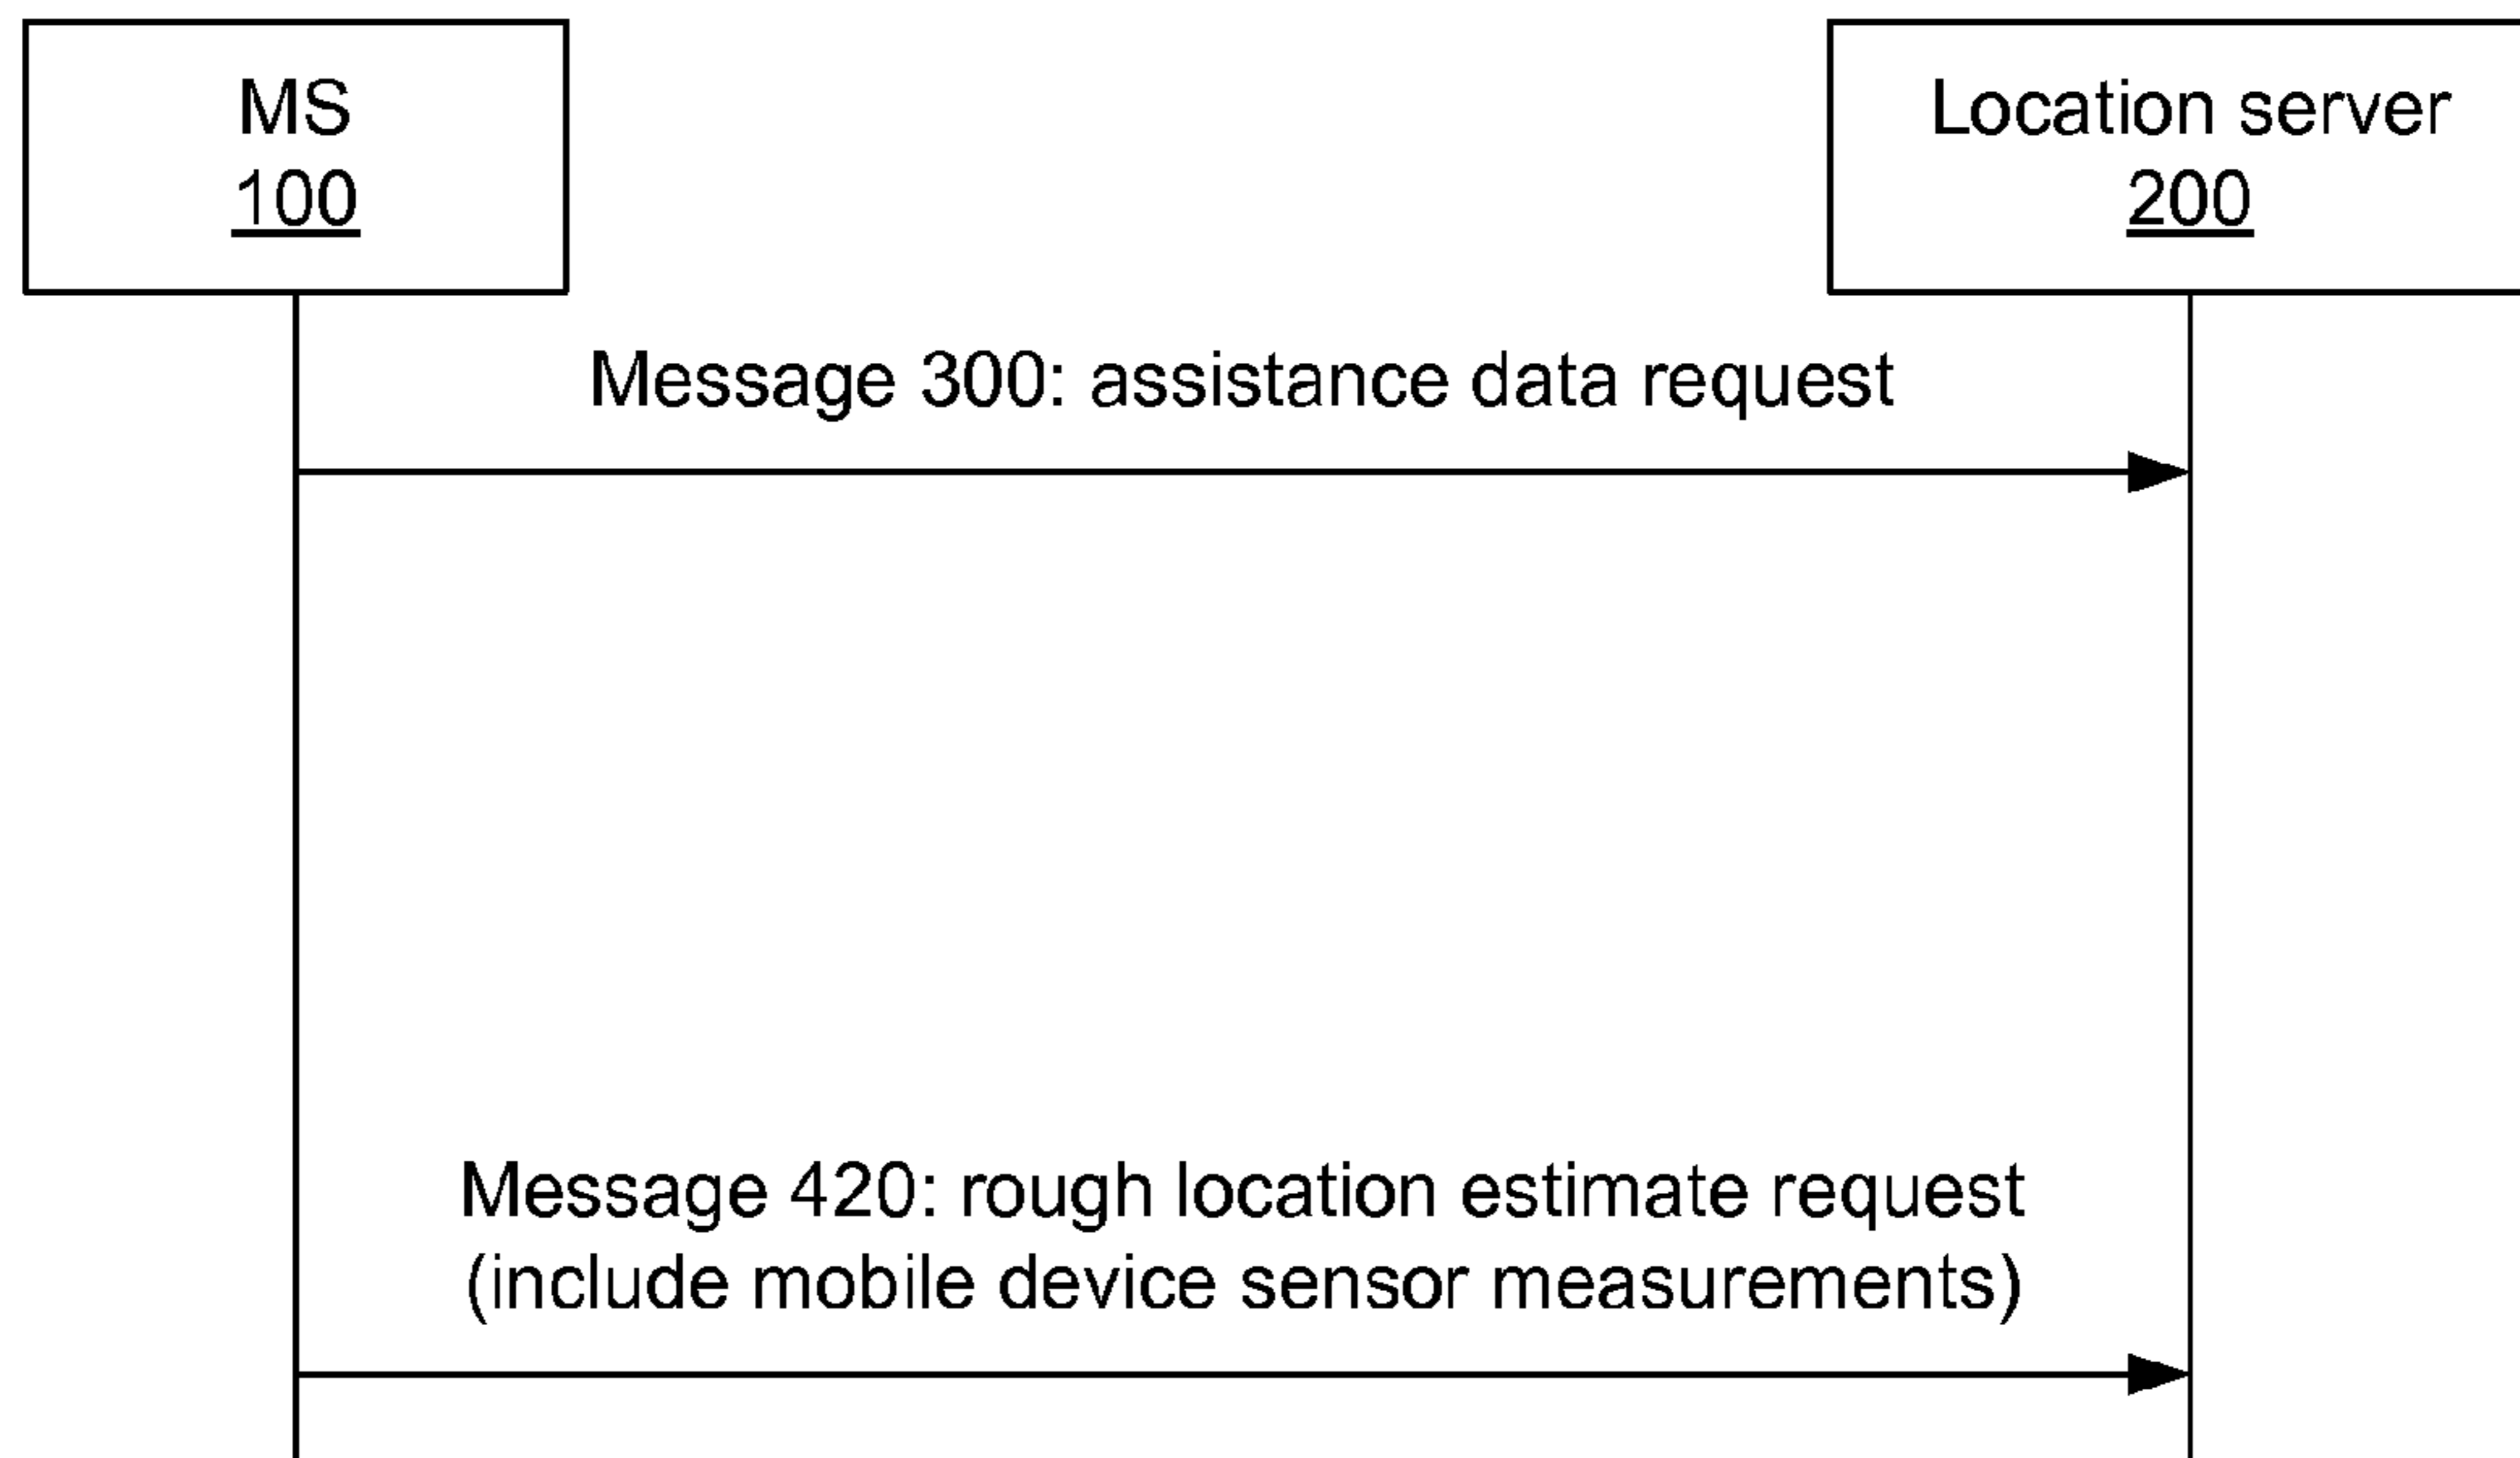 MS
100
Location server
200
Message 300: assistance data request
Message 420: rough location estimate request
(include mobile device sensor measurements)